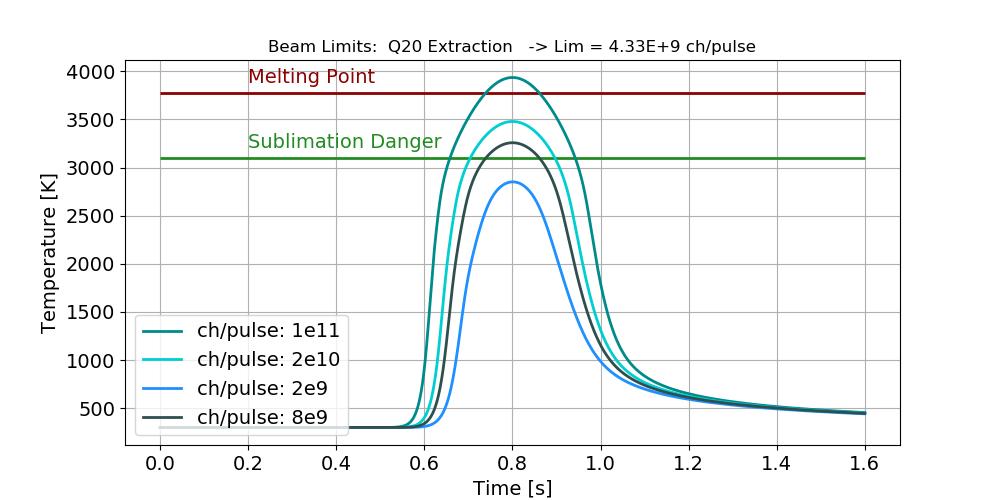 Beam Limits:  Q20 Extraction   -> Lim = 4.33E+9 ch/pulse
4000
3500
3000
2500
2000
1500
1000
500
Temperature [K]
Melting Point
Sublimation Danger
ch/pulse: 1e11
ch/pulse: 2e10
ch/pulse: 2e9
ch/pulse: 8e9
0.0 0.2 0.4 0.6 0.8 1.0 1.2 1.4 1.6
Time [s]